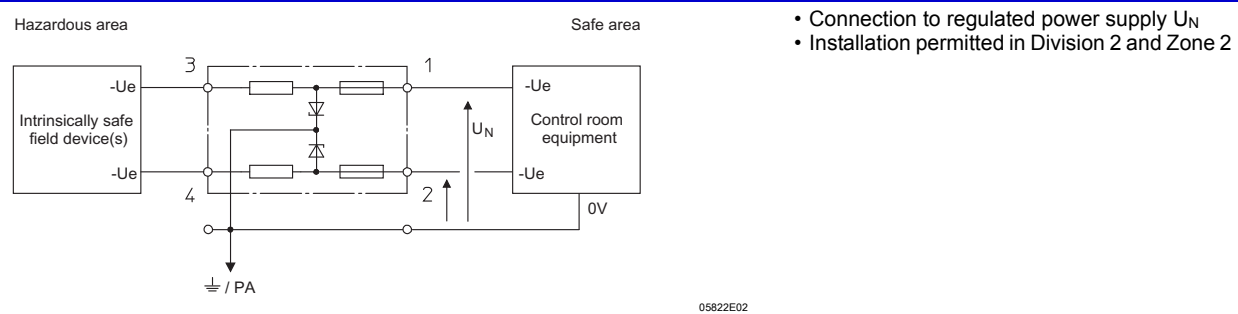 Hazardous area
Safe area
• Connection to regulated power supply UN
• Installation permitted in Division 2 and Zone 2
3
1
-Ue
-Ue
Intrinsically safe
field device(s)
UN
Control room
equipment
-Ue
-Ue
4
2
0V
/ PA
05822E02